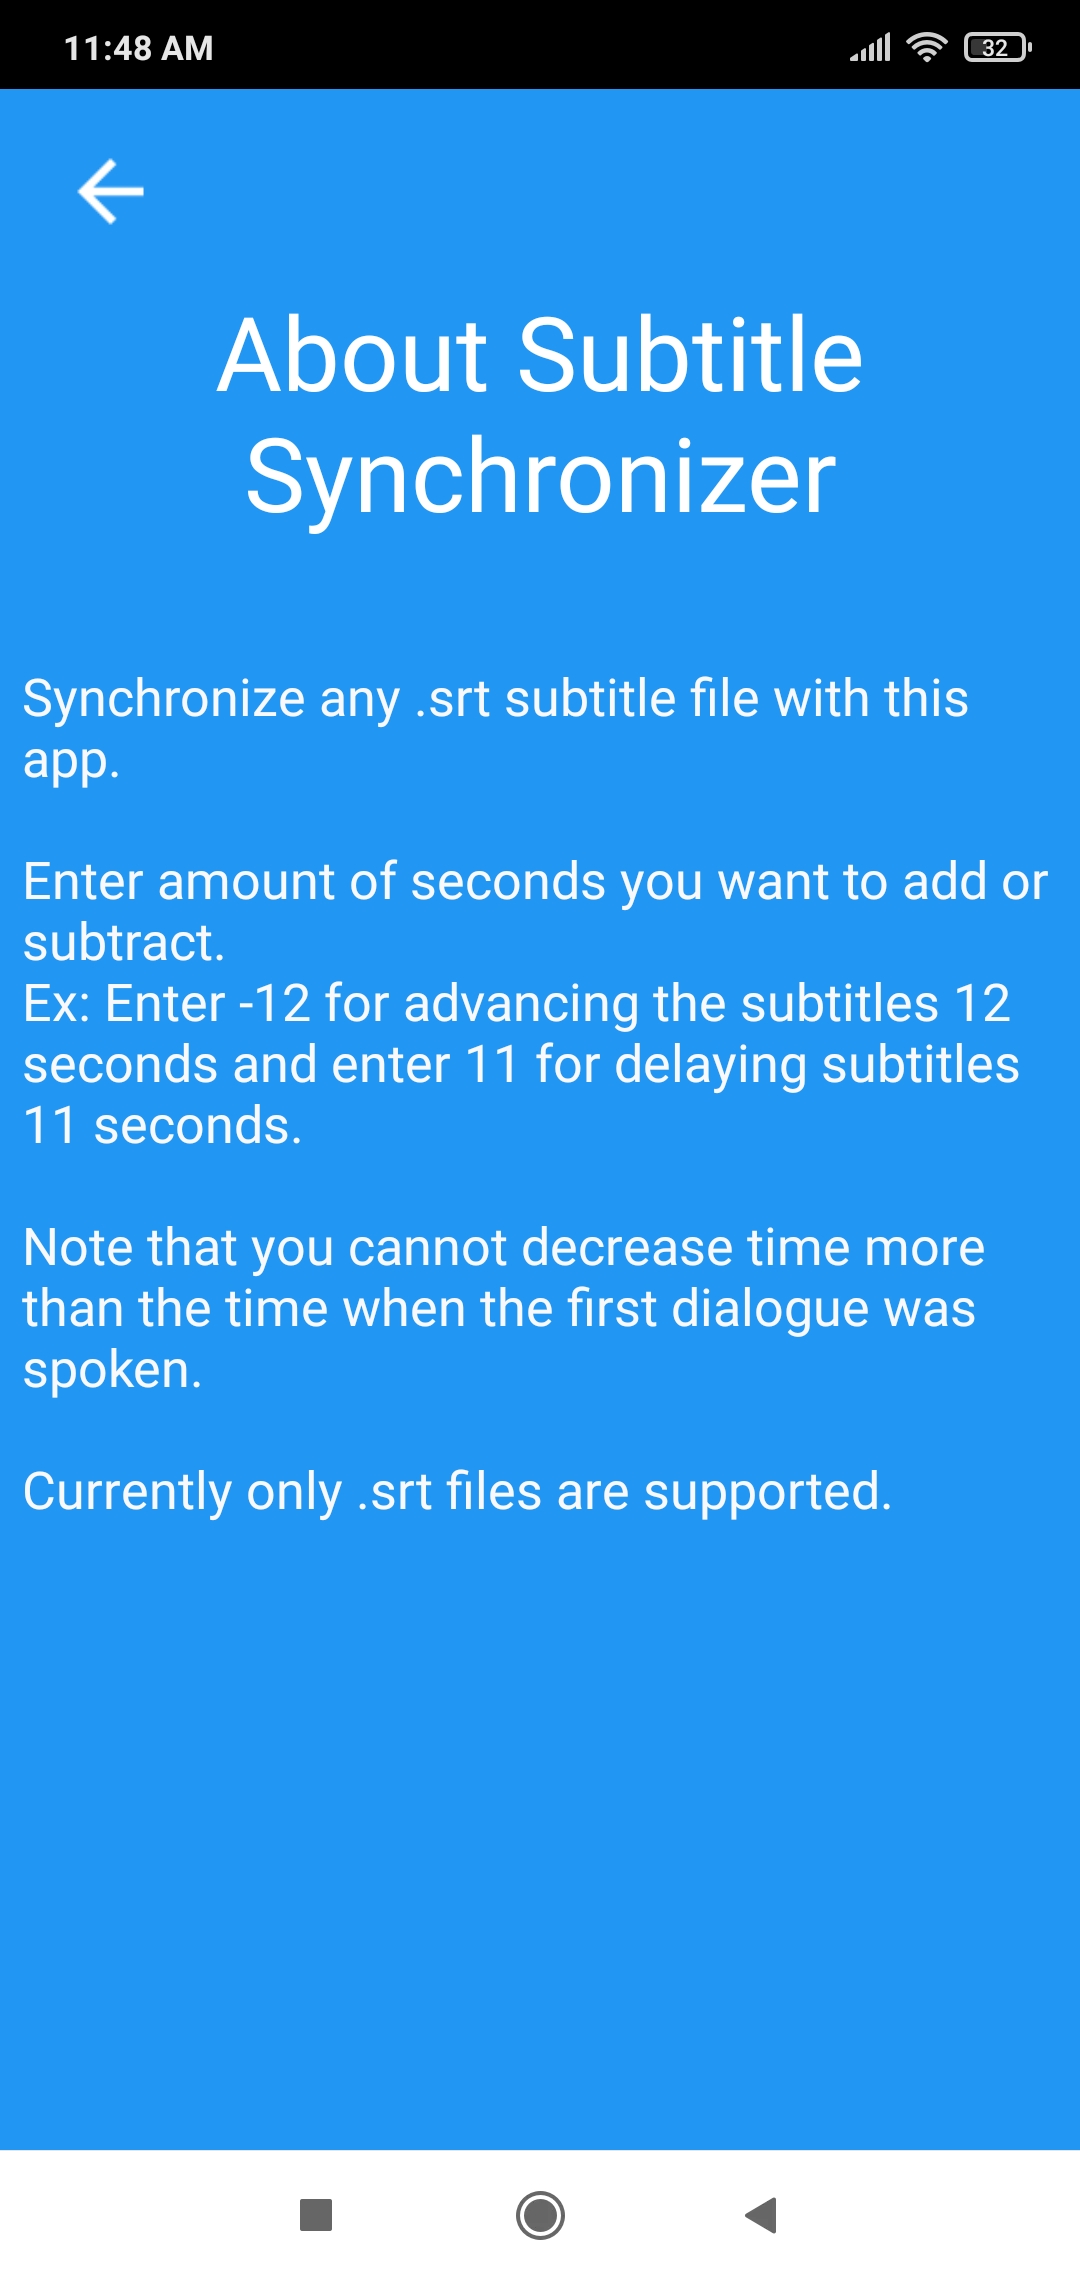 11:48 AM
32
About Subtitle
Synchronizer
Synchronize any .srt subtitle file with this
app.
Enter amount of seconds you want to add or
subtract.
Ex: Enter -12 for advancing the subtitles 12
seconds and enter 11 for delaying subtitles
11 seconds.
Note that you cannot decrease time more
than the time when the first dialogue was
spoken.
Currently only .srt files are supported.